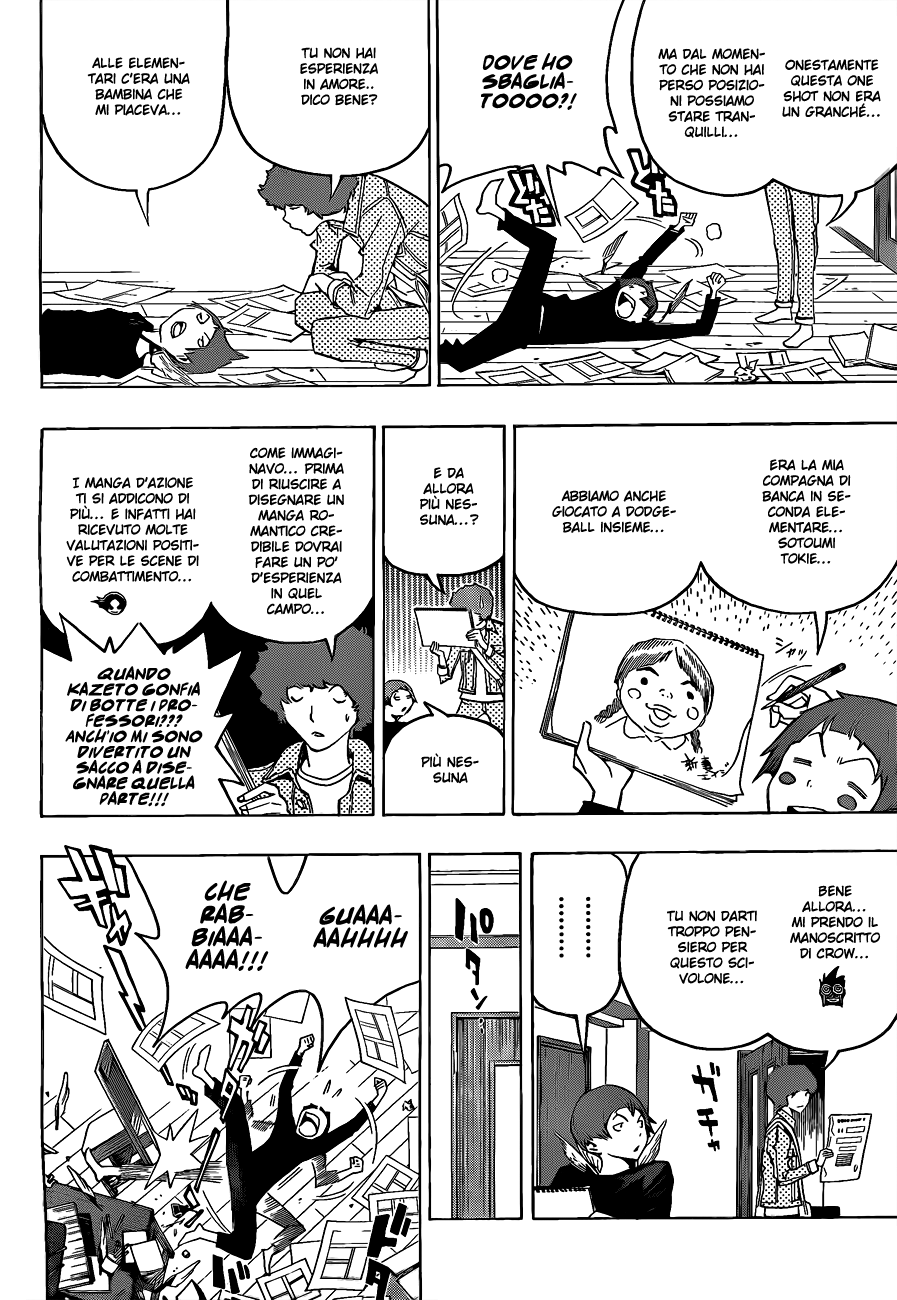 ONESTAMENTE
QUESTA ONE
SHOT NON ERA
UN GRANCHÉ...
MA DAL MOMEN-
TO CHE NON HAI
PERSO POSIZIO-
NI POSSIAMO
STARE TRAN-
QUILLI...
DOVE HO
SBAGLIA-
TOOOO?!
TU NON HAI
ESPERIENZA
IN AMORE..
DICO BENE?
ALLE ELEMEN-
TARI C'ERA UNA
BAMBINA CHE
MI PIACEVA...
ERA LA MIA
COMPAGNA DI
BANCA IN SE-
CONDA ELE-
MENTARE...
SOTOUMI
TOKIE...
ABBIAMO ANCHE
GIOCATO A DODGE-
BALL INSIEME...
E DA
ALLORA
PIÙ NES-
SUNA...?
PIÙ NES-
SUNA
COME IMMAGI-
NAVO... PRIMA
DI RIUSCIRE A
DISEGNARE UN
MANGA RO-
MANTICO CRE-
DIBILE DOVRAI
FARE UN PO'
D'ESPERIENZA
IN QUEL
CAMPO...
I MANGA D'AZIONE
TI SI ADDICONO DI
PIÙ... E INFATTI HAI
RICEVUTO MOLTE
VALUTAZIONI POSITI-
VE PER LE SCENE DI
COMBATTIMENTO...
QUANDO
KAZETO GONFIA
DI BOTTE I PRO-
FESSORI???
ANCH'IO MI SONO
DIVERTITO UN
SACCO A DISE-
GNARE QUELLA
PARTE!!!
BENE
ALLORA...
MI PRENDO IL
MANOSCRITTO
DI CROW...
TU NON DARTI
TROPPO PEN-
SIERO PER
QUESTO SCI-
VOLONE...
........
........
GUAAA-
AAHHHH
CHE
RAB-
BIAAA-
AAAA!!!